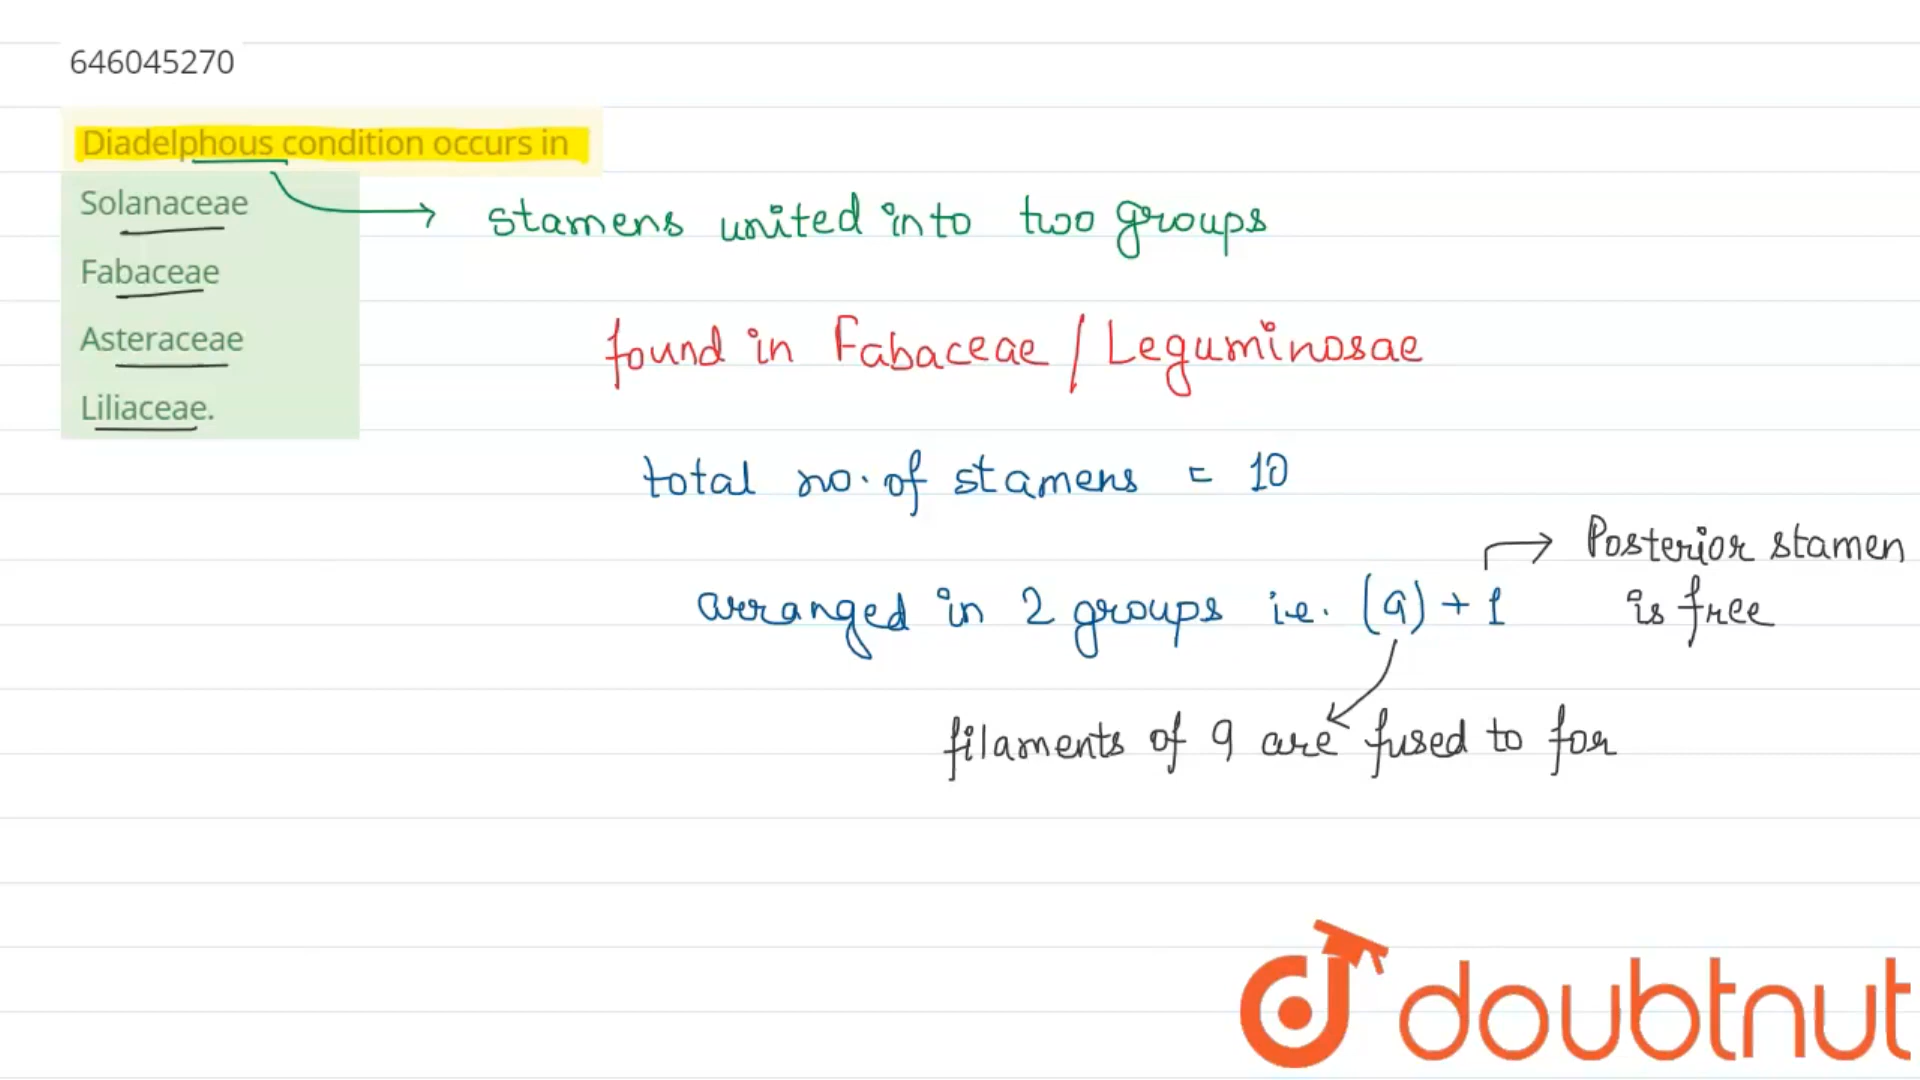 646045270
Diadelphous condition occurs in
Solanaceae
stamens united into two groups
Fabaceae
found in Fabaceae / Leguminosae
Asteraceae
Liliaceae.
total no. of stamens = 10
Posterior stamen
arranged in 2 groups i.e. (9) + 1
is free
filaments of 9 are fused to for
doubtnut